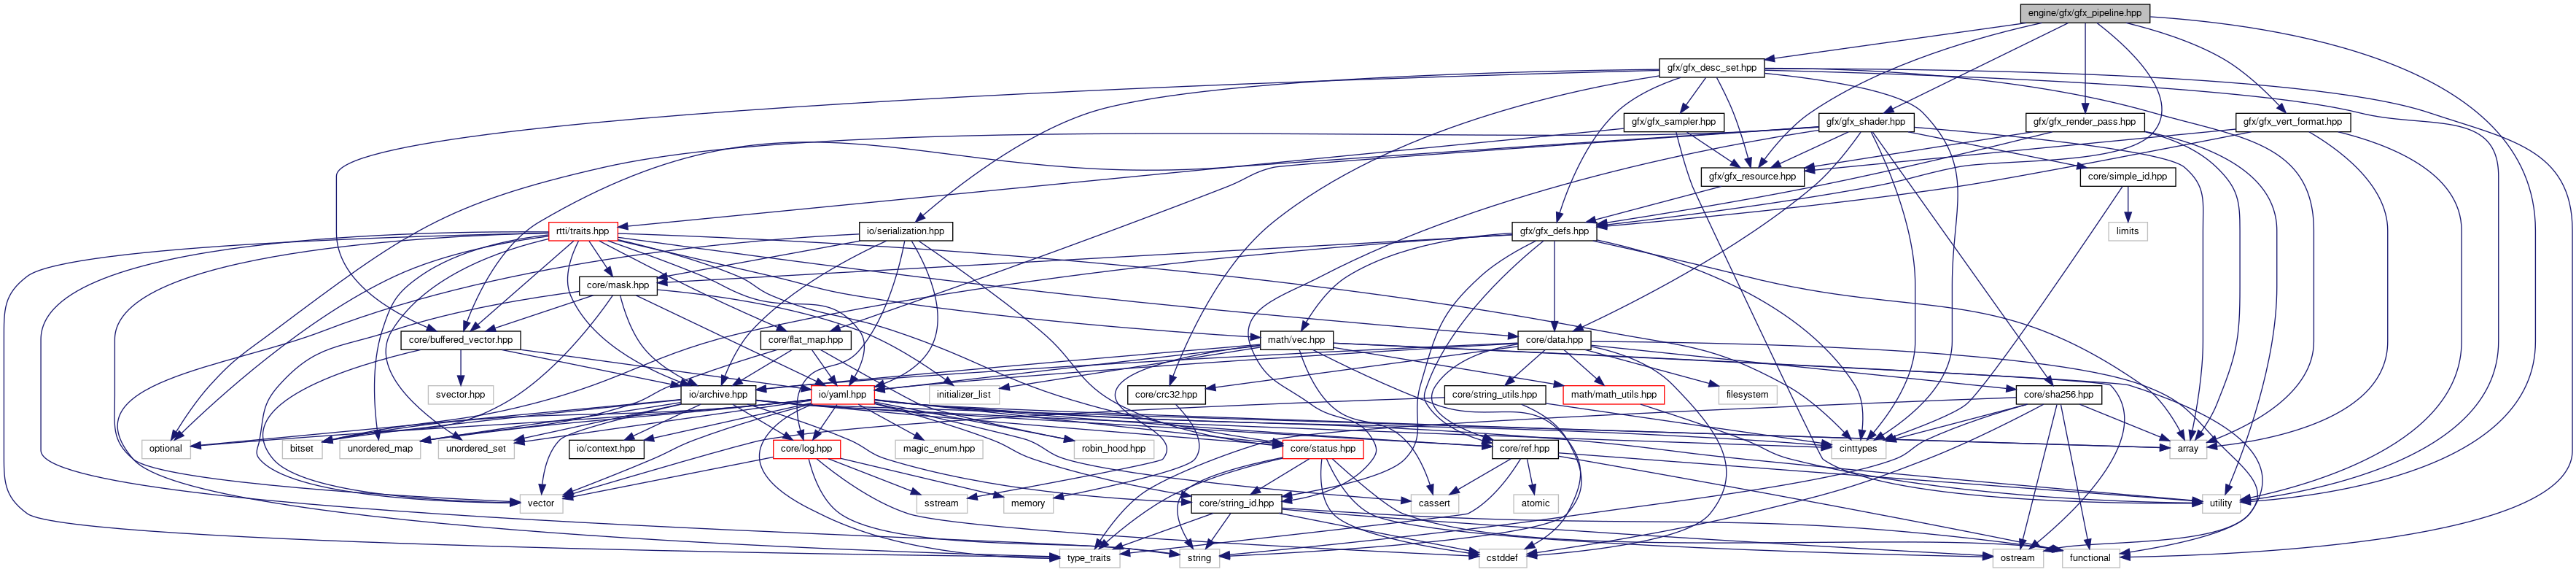 engine/gfx/gfx_pipeline.hpp
gfx/gfx_desc_set.hpp
gfx/gfx_sampler.hpp
gfx/gfx_shader.hpp
gfx/gfx_render_pass.hpp
gfx/gfx_vert_format.hpp
gfx/gfx_resource.hpp
core/simple_id.hpp
rtti/traits.hpp
io/serialization.hpp
gfx/gfx_defs.hpp
limits
core/mask.hpp
core/buffered_vector.hpp
core/flat_map.hpp
math/vec.hpp
core/data.hpp
svector.hpp
io/archive.hpp
io/yaml.hpp
initializer_list
core/crc32.hpp
core/string_utils.hpp
math/math_utils.hpp
filesystem
core/sha256.hpp
optional
bitset
unordered_map
unordered_set
io/context.hpp
core/log.hpp
magic_enum.hpp
robin_hood.hpp
core/status.hpp
core/ref.hpp
cinttypes
array
vector
sstream
memory
core/string_id.hpp
cassert
atomic
utility
type_traits
string
cstddef
ostream
functional